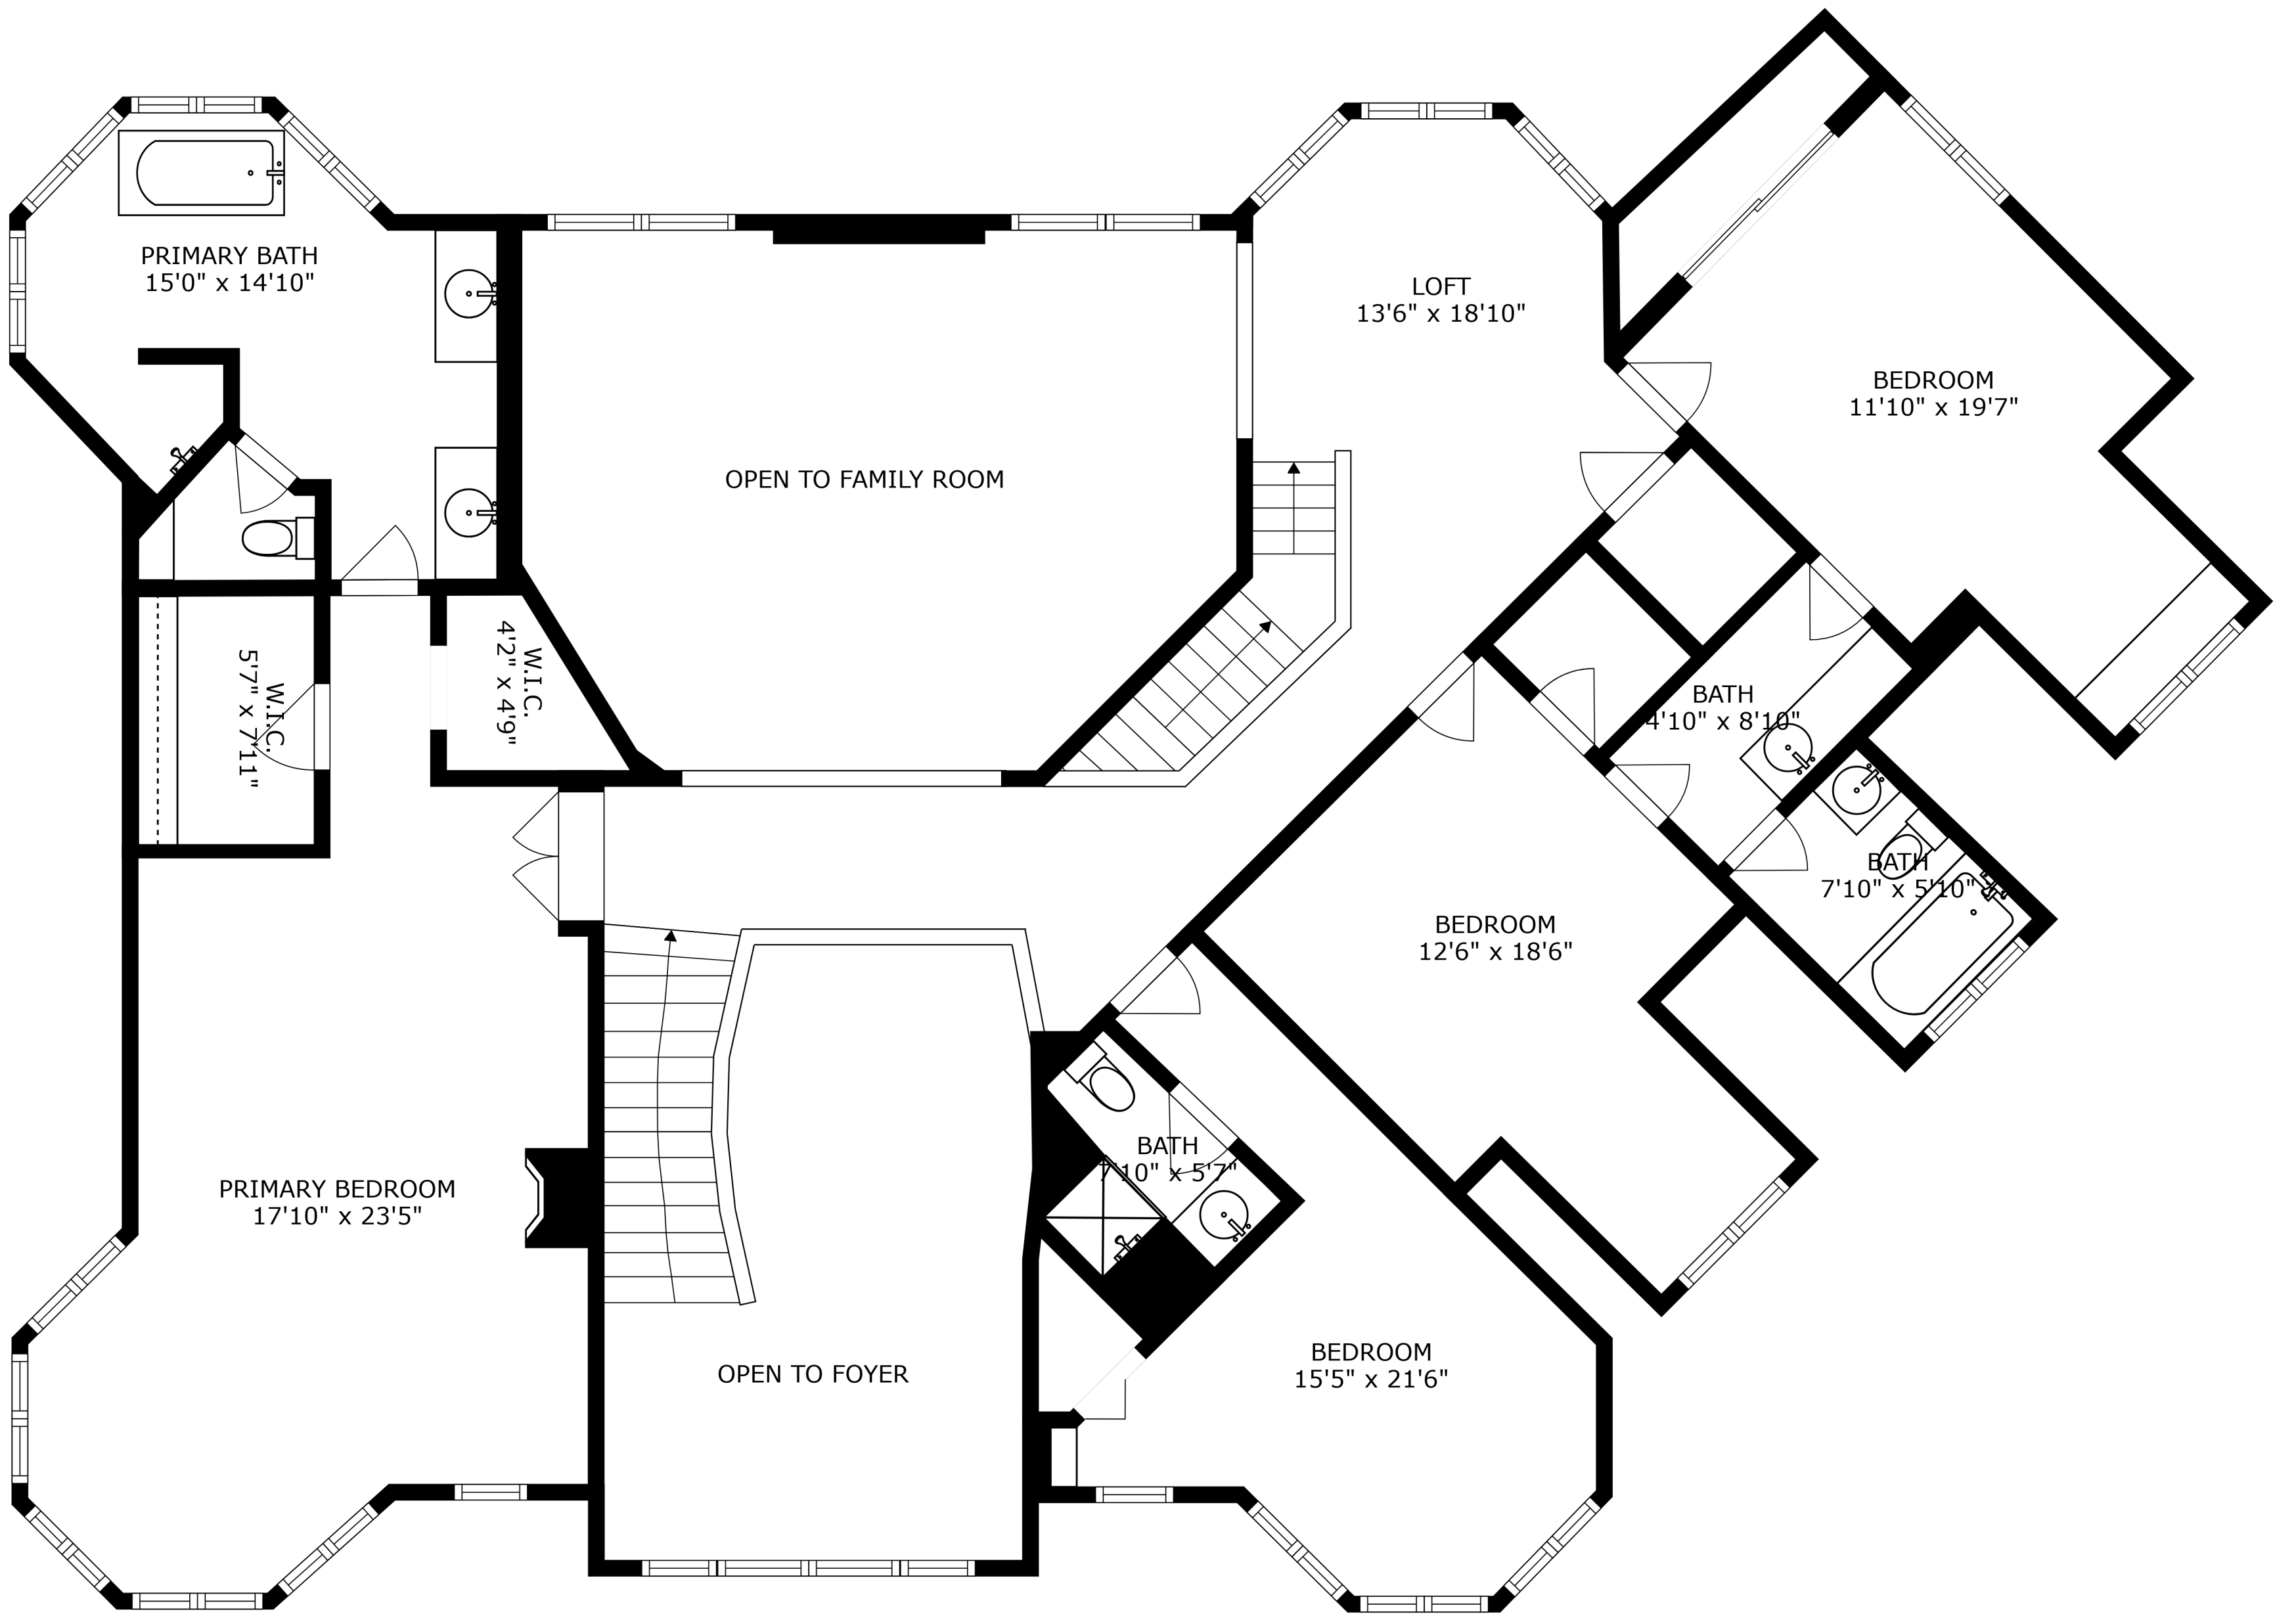 PRIMARY BATH
15'0" x 14'10"
LOFT
13'6" x 18'10"
BEDROOM
11'10" x 19'7"
OPEN TO FAMILY ROOM
W.I.C.
5'7" x 7'11"
W.I.C.
4'2" x 4'9"
BATH
4'10" x 8'10"
BATH
7'10" x 5'10"
BEDROOM
12'6" x 18'6"
BATH
7'10" x 5'7"
PRIMARY BEDROOM
17'10" x 23'5"
OPEN TO FOYER
BEDROOM
15'5" x 21'6"